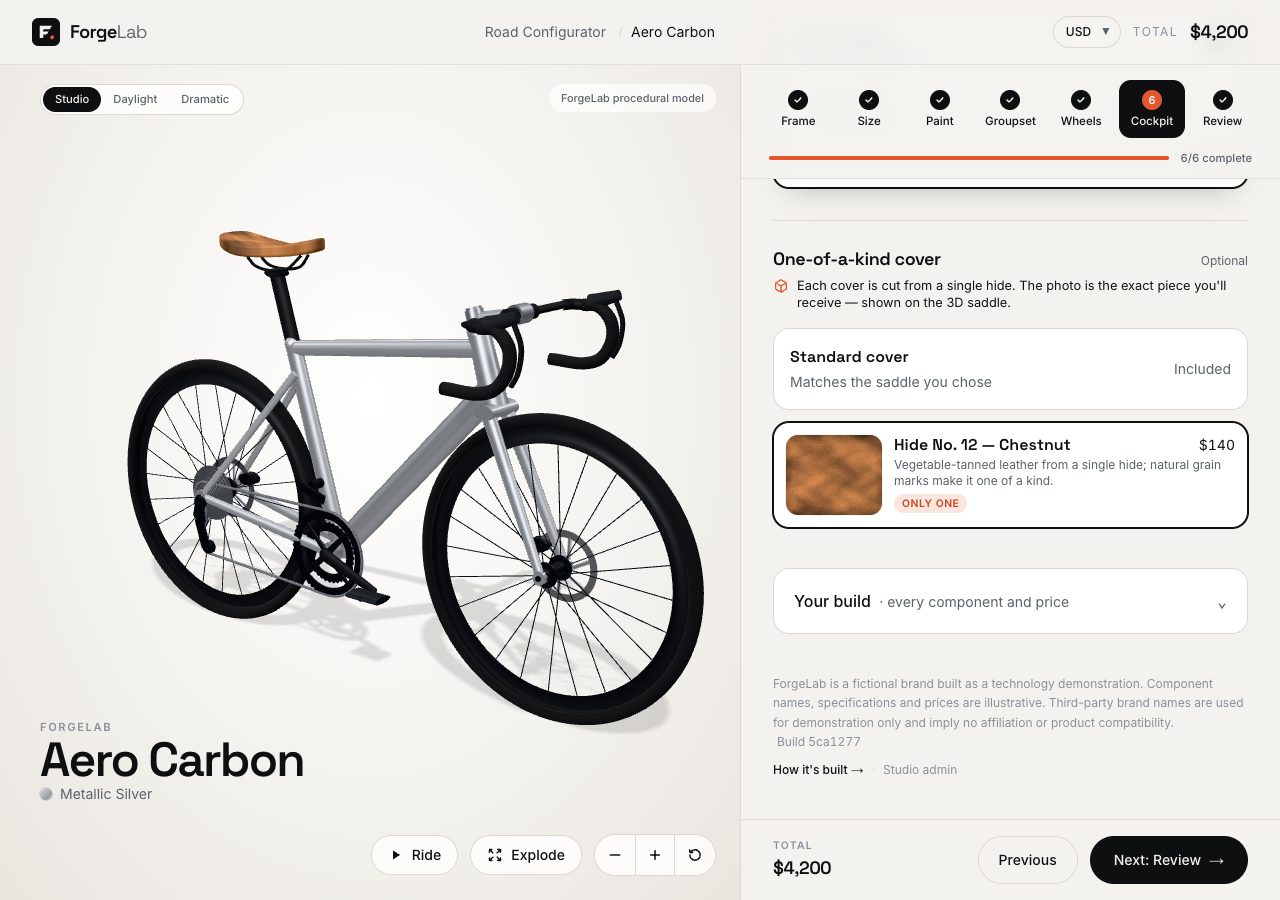 F.
ForgeLab
Road Configurator / Aero Carbon
USD ▼
TOTAL $4,200
Studio
Daylight
Dramatic
ForgeLab procedural model
Frame
Size
Paint
Groupset
Wheels
6
Cockpit
Review
6/6 complete
One-of-a-kind cover
Optional
Each cover is cut from a single hide. The photo is the exact piece you'll
receive — shown on the 3D saddle.
Standard cover
Matches the saddle you chose
Included
Hide No. 12 — Chestnut
$140
Vegetable-tanned leather from a single hide; natural grain
marks make it one of a kind.
ONLY ONE
Your build · every component and price
ForgeLab is a fictional brand built as a technology demonstration. Component
names, specifications and prices are illustrative. Third-party brand names are used
for demonstration only and imply no affiliation or product compatibility.
Build 5ca1277
How it's built → · Studio admin
FORGELAB
Aero Carbon
Metallic Silver
Ride
Explode
TOTAL
$4,200
Previous
Next: Review →